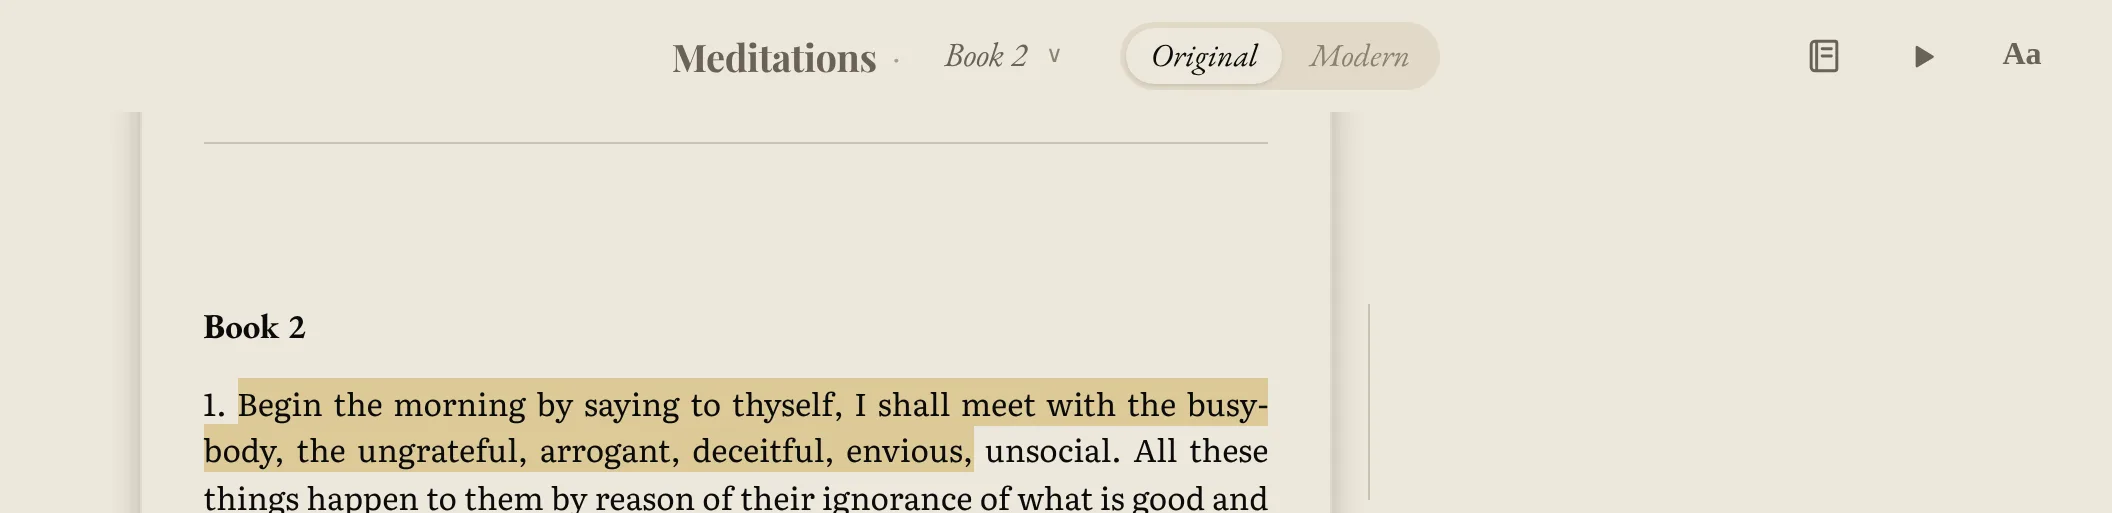 Meditations · Book 2 ∨ Original Modern Aa
Book 2
1. Begin the morning by saying to thyself, I shall meet with the busy-
body, the ungrateful, arrogant, deceitful, envious, unsocial. All these
things happen to them by reason of their ignorance of what is good and